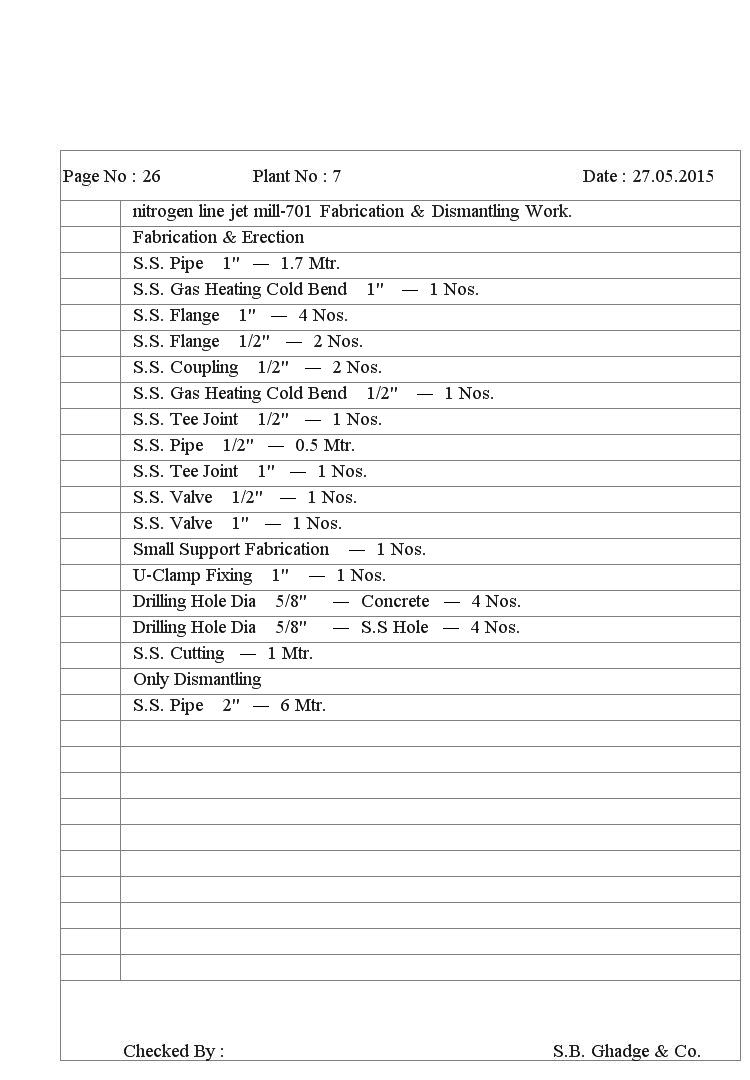 Page No : 26 Plant No : 7 Date : 27.05.2015
nitrogen line jet mill-701 Fabrication & Dismantling Work.
Fabrication & Erection
S.S. Pipe 1" — 1.7 Mtr.
S.S. Gas Heating Cold Bend 1" — 1 Nos.
S.S. Flange 1" — 4 Nos.
S.S. Flange 1/2" — 2 Nos.
S.S. Coupling 1/2" — 2 Nos.
S.S. Gas Heating Cold Bend 1/2" — 1 Nos.
S.S. Tee Joint 1/2" — 1 Nos.
S.S. Pipe 1/2" — 0.5 Mtr.
S.S. Tee Joint 1" — 1 Nos.
S.S. Valve 1/2" — 1 Nos.
S.S. Valve 1" — 1 Nos.
Small Support Fabrication — 1 Nos.
U-Clamp Fixing 1" — 1 Nos.
Drilling Hole Dia 5/8" — Concrete — 4 Nos.
Drilling Hole Dia 5/8" — S.S Hole — 4 Nos.
S.S. Cutting — 1 Mtr.
Only Dismantling
S.S. Pipe 2" — 6 Mtr.
Checked By : S.B. Ghadge & Co.